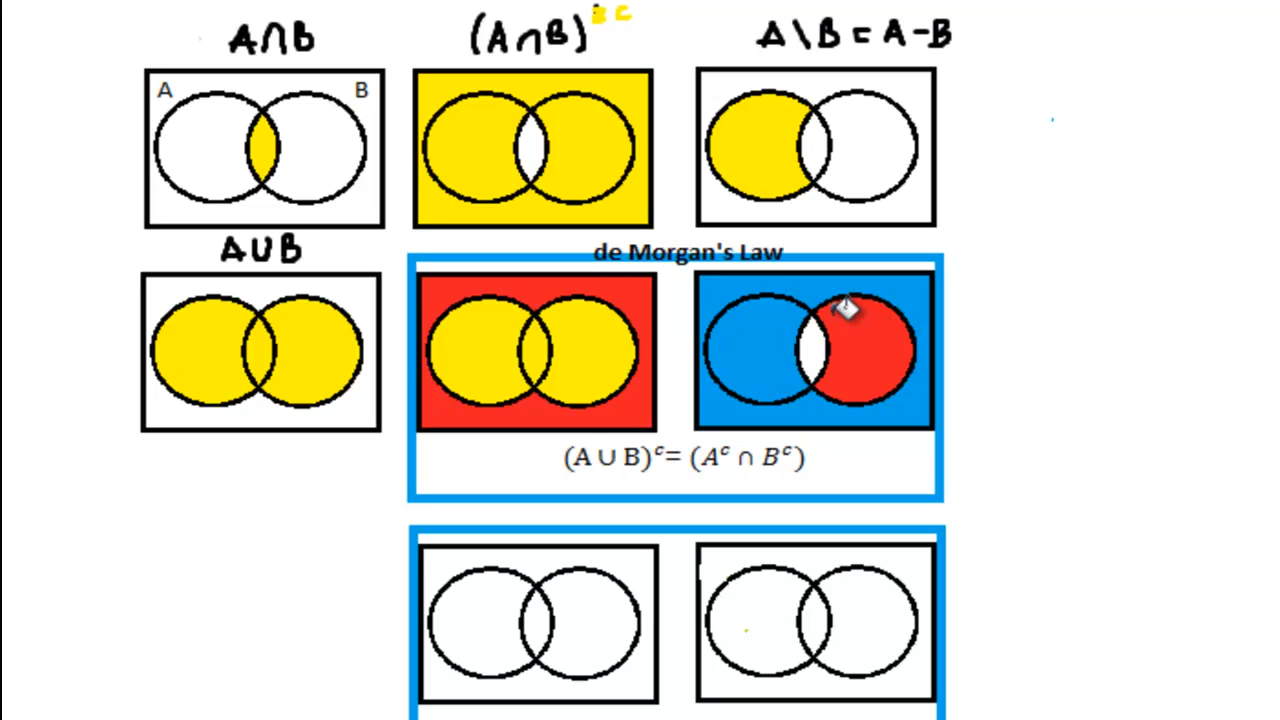 A∩B
(A∩B)ᴮ ᶜ
A\B = A-B
A B
A∪B
de Morgan's Law
(A ∪ B)ᶜ= (Aᶜ ∩ Bᶜ)